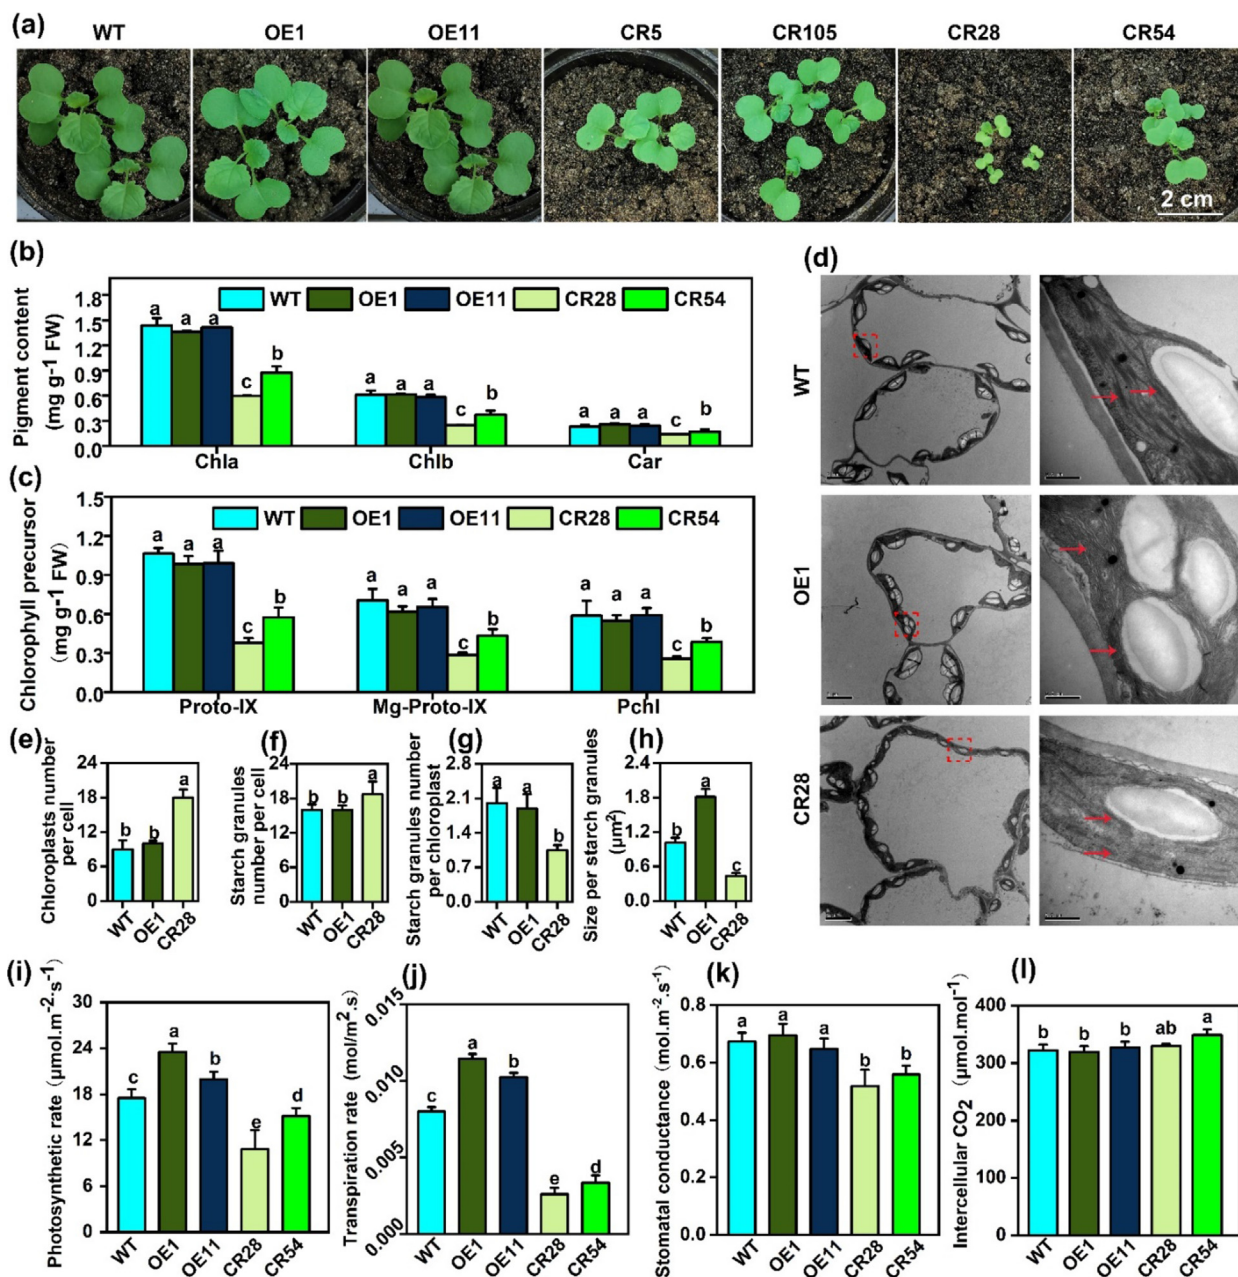 (a)
WT OE1 OE11 CR5 CR105 CR28 CR54
2 cm
(b)
Pigment content
(mg g⁻¹ FW)
1.8
1.5
1.2
0.9
0.6
0.3
0.0
WT OE1 OE11 CR28 CR54
a a a c b
a a a c b
a a a c b
Chla Chlb Car
(c)
Chlorophyll precursor
(mg g⁻¹ FW)
1.5
1.2
0.9
0.6
0.3
0.0
WT OE1 OE11 CR28 CR54
a a a c b
a a a c b
a a a c b
Proto-IX Mg-Proto-IX Pchl
(d)
WT
OE1
CR28
(e)
Chloroplasts number
per cell
24
18
12
6
0
b b a
WT OE1 CR28
(f)
Starch granules
number per cell
24
18
12
6
0
b b a
WT OE1 CR28
(g)
Starch granules number
per chloroplast
2.8
2.1
1.4
0.7
0.0
a a b
WT OE1 CR28
(h)
Size per starch granules
(μm²)
2.4
1.8
1.2
0.6
0.0
b a c
WT OE1 CR28
(i)
Photosynthetic rate (μmol.m⁻².s⁻¹)
30
24
18
12
6
0
c a b e d
WT OE1 OE11 CR28 CR54
(j)
Transpiration rate (mol/m².s)
0.015
0.010
0.005
0.000
c a b e d
WT OE1 OE11 CR28 CR54
(k)
Stomatal conductance (mol.m⁻².s⁻¹)
0.8
0.6
0.4
0.2
0.0
a a a b b
WT OE1 OE11 CR28 CR54
(l)
Intercellular CO₂ (μmol.mol⁻¹)
400
300
200
100
0
b b b ab a
WT OE1 OE11 CR28 CR54